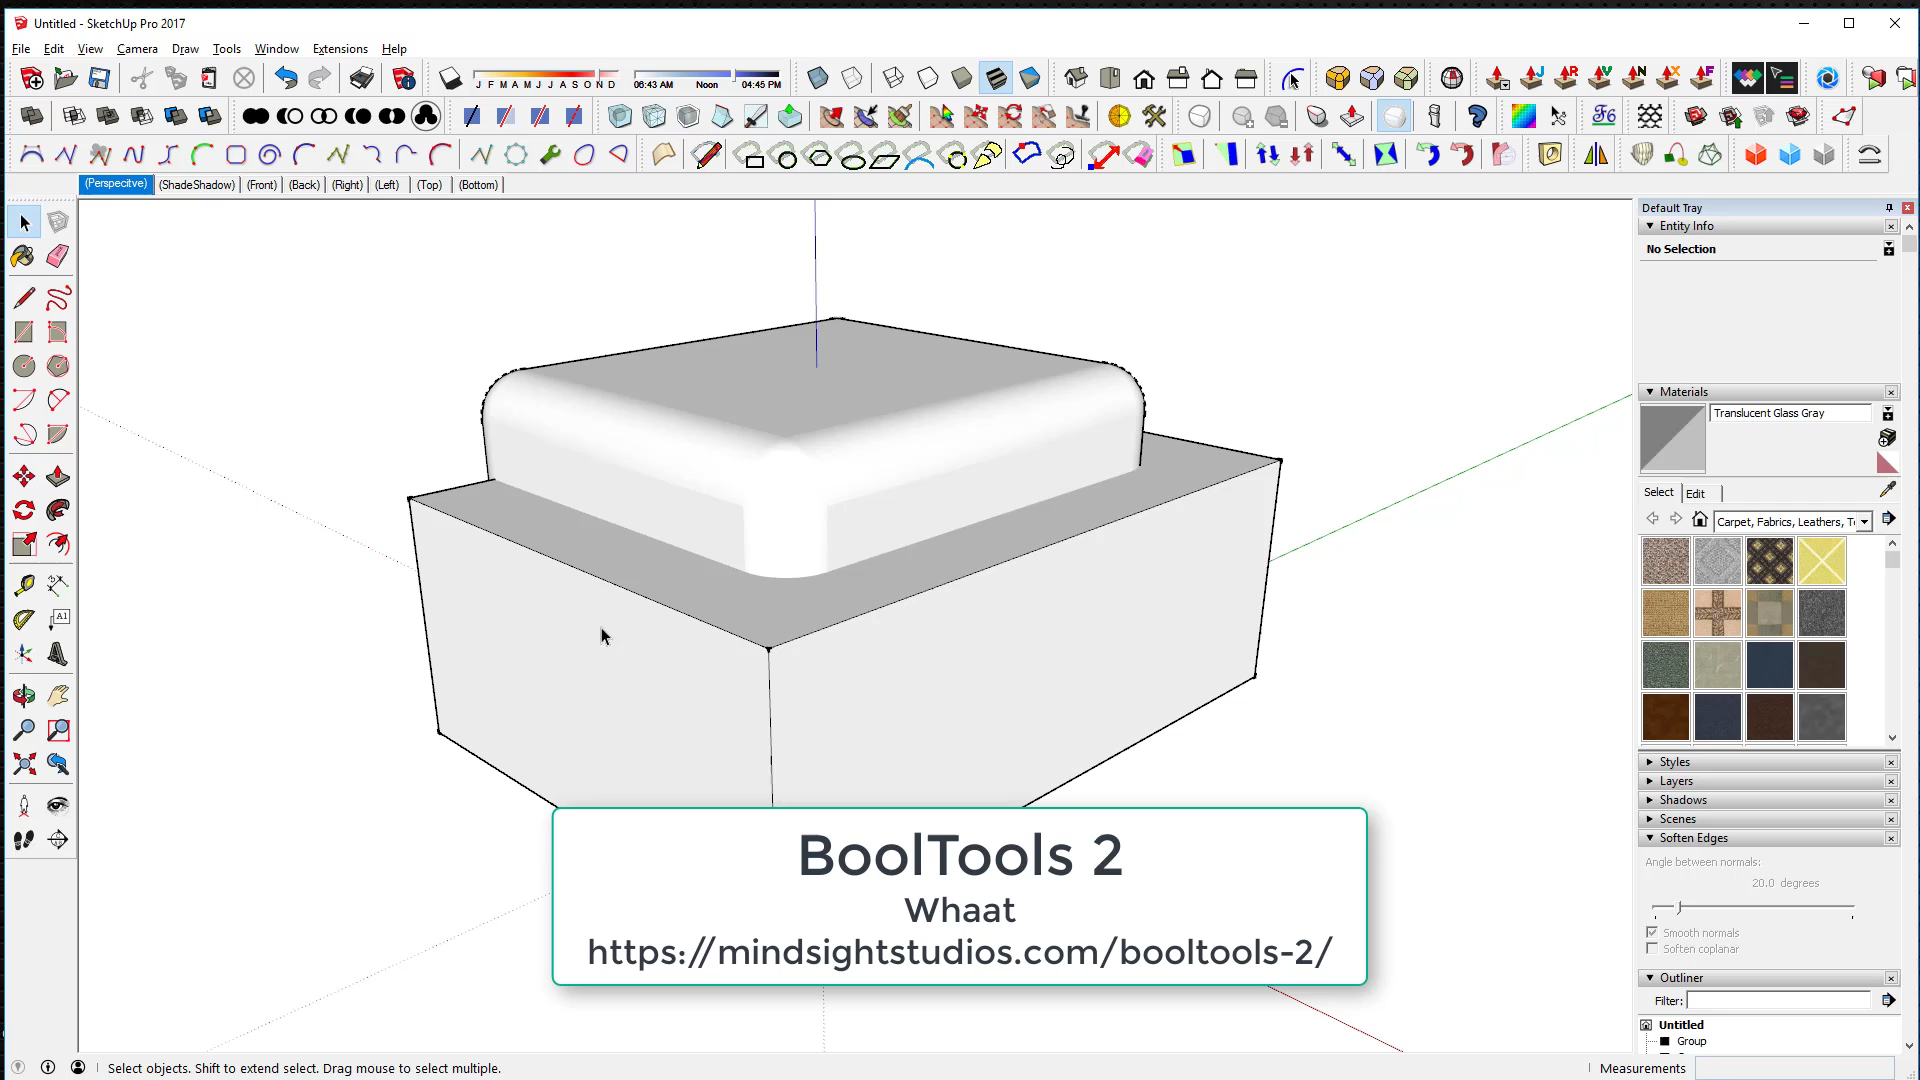 Untitled - SketchUp Pro 2017
File Edit View Camera Draw Tools Window Extensions Help
J F M A M J J A S O N D
06:43 AM Noon 04:45 PM
J R V N X F
F6
(Perspecitve) (ShadeShadow) (Front) (Back) (Right) (Left) (Top) (Bottom)
A1
Default Tray
Entity Info
No Selection
Materials
Translucent Glass Gray
Select Edit
Carpet, Fabrics, Leathers, T
Styles
Layers
Shadows
Scenes
Soften Edges
Angle between normals:
20.0 degrees
Smooth normals
Soften coplanar
Outliner
Filter:
Untitled
Group
BoolTools 2
Whaat
https://mindsightstudios.com/booltools-2/
Select objects. Shift to extend select. Drag mouse to select multiple.
Measurements